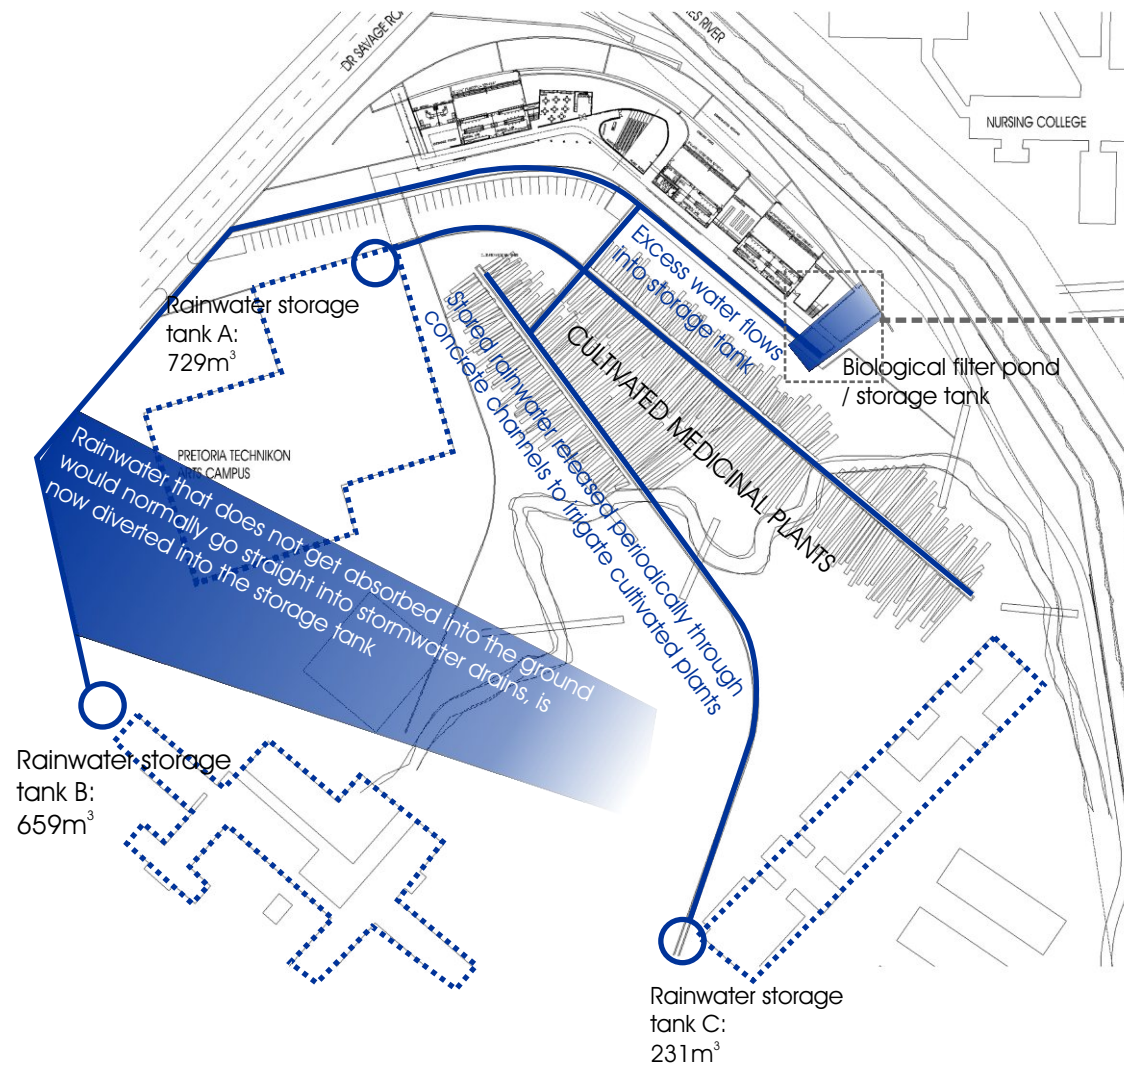 DR SAVAGE RO
ES RIVER
NURSING COLLEGE
Rainwater storage
tank A:
729m³
Excess water flows
into storage tank
Stored rainwater released periodically through
concrete channels to irrigate cultivated plants
CULTIVATED MEDICINAL PLANTS
Biological filter pond
/ storage tank
PRETORIA TECHNIKON
ARTS CAMPUS
Rainwater that does not get absorbed into the ground
would normally go straight into stormwater drains, is
now diverted into the storage tank
Rainwater storage
tank B:
659m³
Rainwater storage
tank C:
231m³